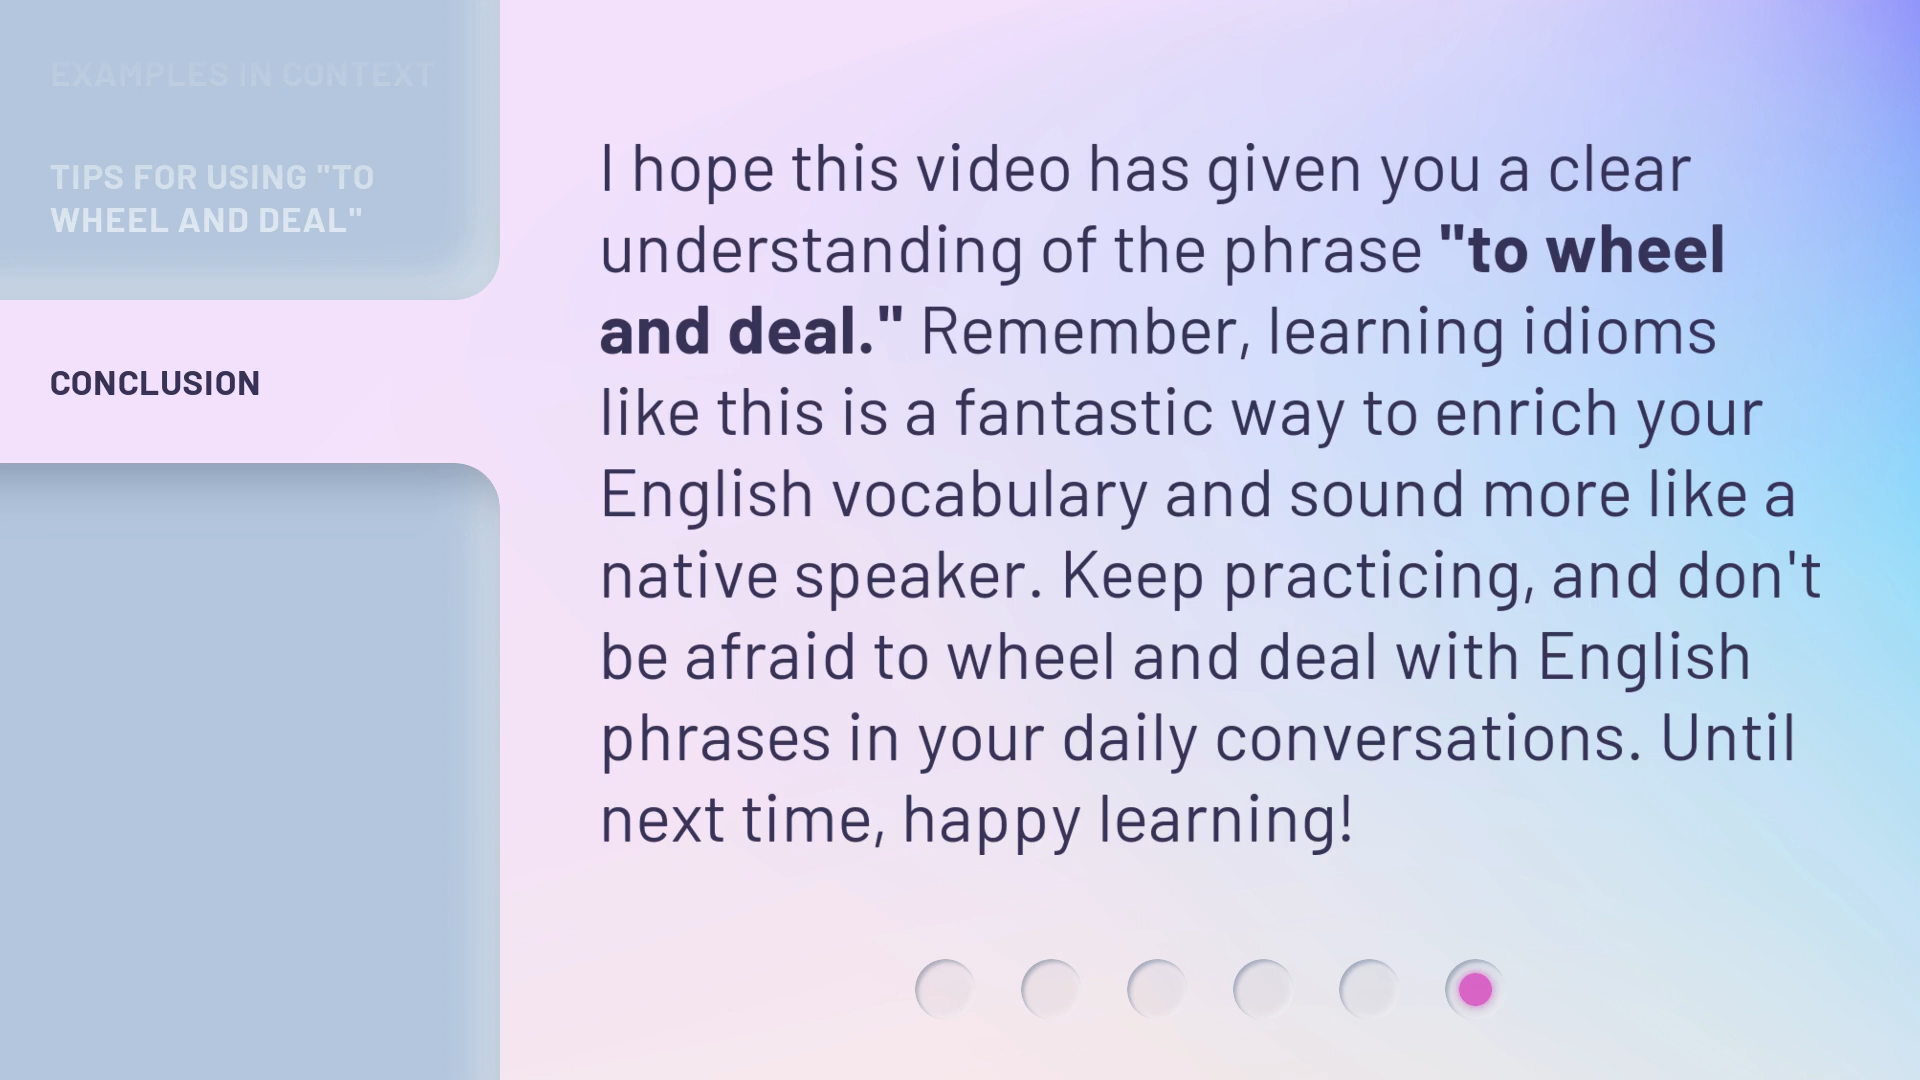 EXAMPLES IN CONTEXT
TIPS FOR USING "TO
WHEEL AND DEAL"
CONCLUSION
I hope this video has given you a clear
understanding of the phrase "to wheel
and deal." Remember, learning idioms
like this is a fantastic way to enrich your
English vocabulary and sound more like a
native speaker. Keep practicing, and don't
be afraid to wheel and deal with English
phrases in your daily conversations. Until
next time, happy learning!